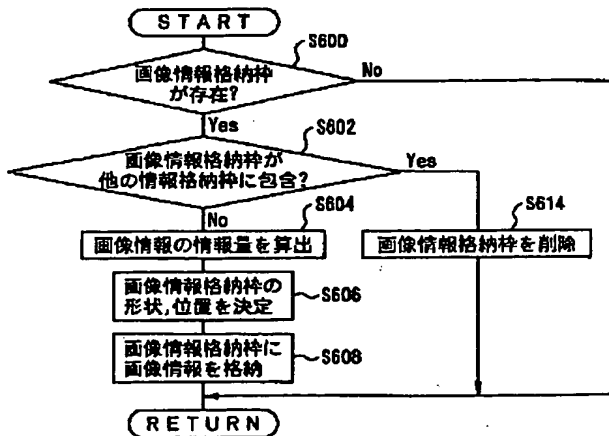 START
S600
画像情報格納枠
が存在?
No
Yes
S602
画像情報格納枠が
他の情報格納枠に包含?
Yes
No
S604
画像情報の情報量を算出
S614
画像情報格納枠を削除
画像情報格納枠の
形状,位置を決定
S606
画像情報格納枠に
画像情報を格納
S608
RETURN